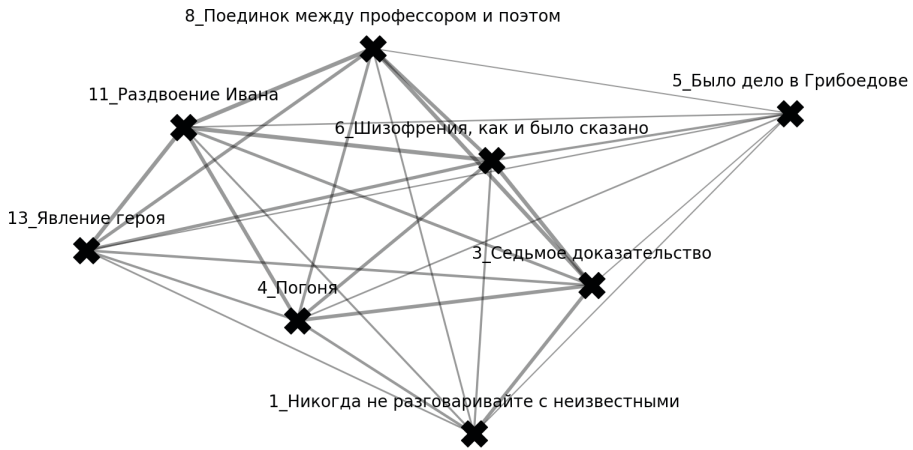 8_Поединок между профессором и поэтом
5_Было дело в Грибоедове
11_Раздвоение Ивана
6_Шизофрения, как и было сказано
13_Явление героя
3_Седьмое доказательство
4_Погоня
1_Никогда не разговаривайте с неизвестными